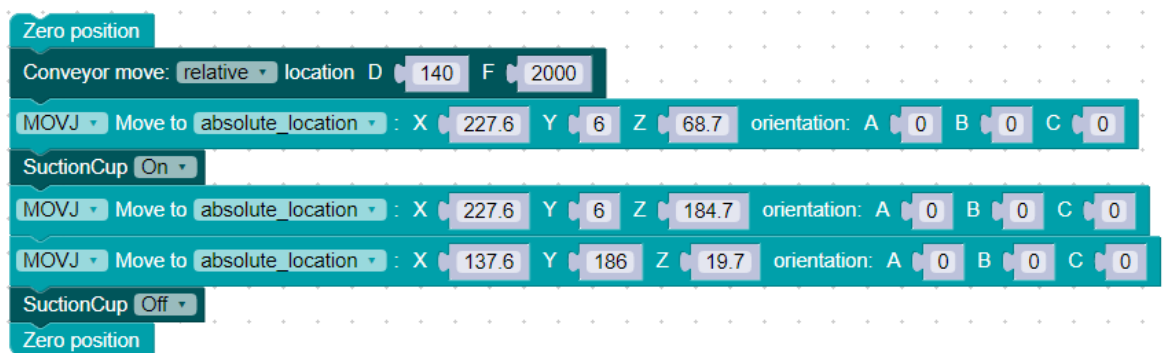 Zero position
Conveyor move: relative location D 140 F 2000
MOVJ Move to absolute_location : X 227.6 Y 6 Z 68.7 orientation: A 0 B 0 C 0
SuctionCup On
MOVJ Move to absolute_location : X 227.6 Y 6 Z 184.7 orientation: A 0 B 0 C 0
MOVJ Move to absolute_location : X 137.6 Y 186 Z 19.7 orientation: A 0 B 0 C 0
SuctionCup Off
Zero position